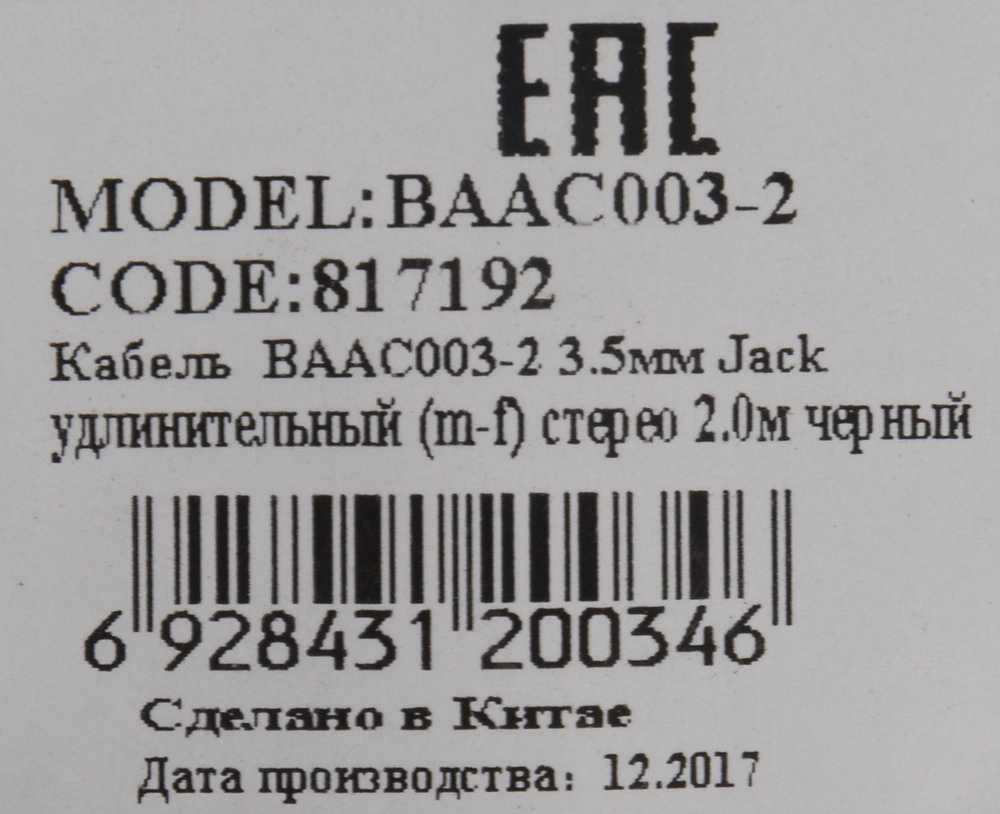 EAC
MODEL:BAAC003-2
CODE:817192
Кабель BAAC003-2 3.5мм Jack
удлинительный (m-f) стерео 2.0м черный
6 928431 200346
Сделано в Китае
Дата производства: 12.2017